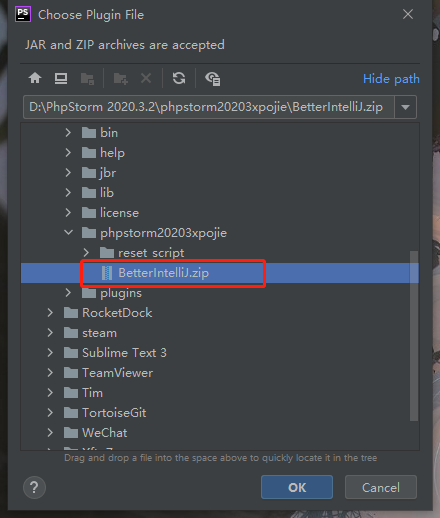 PS
Choose Plugin File
JAR and ZIP archives are accepted
Hide path
D:\PhpStorm 2020.3.2\phpstorm20203xpojie\BetterIntelliJ.zip
bin
help
jbr
lib
license
phpstorm20203xpojie
reset script
BetterIntelliJ.zip
plugins
RocketDock
steam
Sublime Text 3
TeamViewer
Tim
TortoiseGit
WeChat
Drag and drop a file into the space above to quickly locate it in the tree
?
OK
Cancel